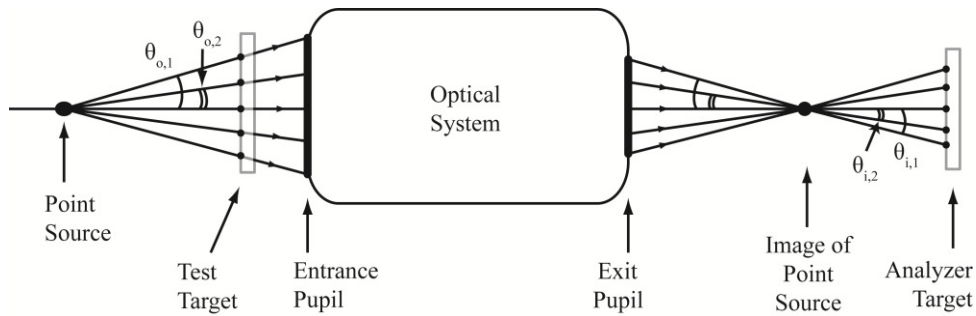 θo,1
θo,2
Optical
System
θi,2
θi,1
Point
Source
Test
Target
Entrance
Pupil
Exit
Pupil
Image of
Point
Source
Analyzer
Target